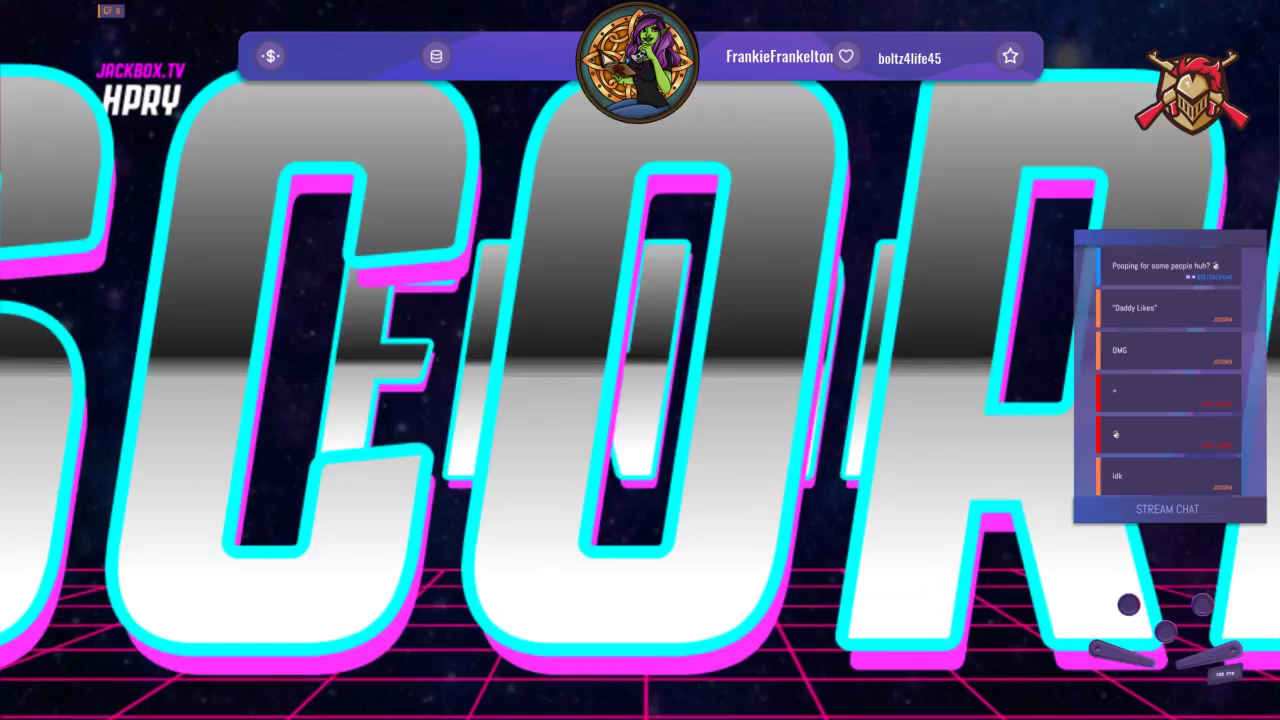 6
JACKBOX.TV
HPRY
FrankieFrankelton
boltz4life45
SCOR
Pooping for some people huh?
"Daddy Likes"
JXSORN
OMG
JXSORN
^
idk
JXSORN
STREAM CHAT